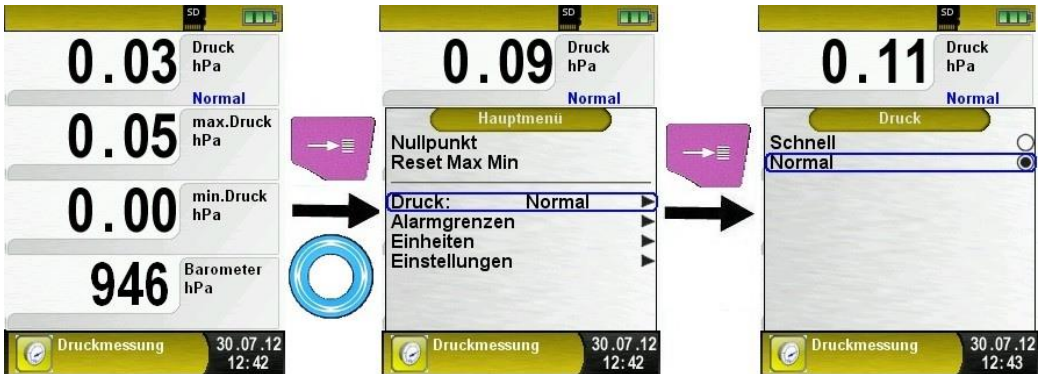 SD
0.03 Druck
hPa
Normal
0.05 max.Druck
hPa
0.00 min.Druck
hPa
946 Barometer
hPa
Druckmessung 30.07.12
12:42
SD
0.09 Druck
hPa
Normal
Hauptmenü
Nullpunkt
Reset Max Min
Druck: Normal
Alarmgrenzen
Einheiten
Einstellungen
Druckmessung 30.07.12
12:42
SD
0.11 Druck
hPa
Normal
Druck
Schnell
Normal
Druckmessung 30.07.12
12:43